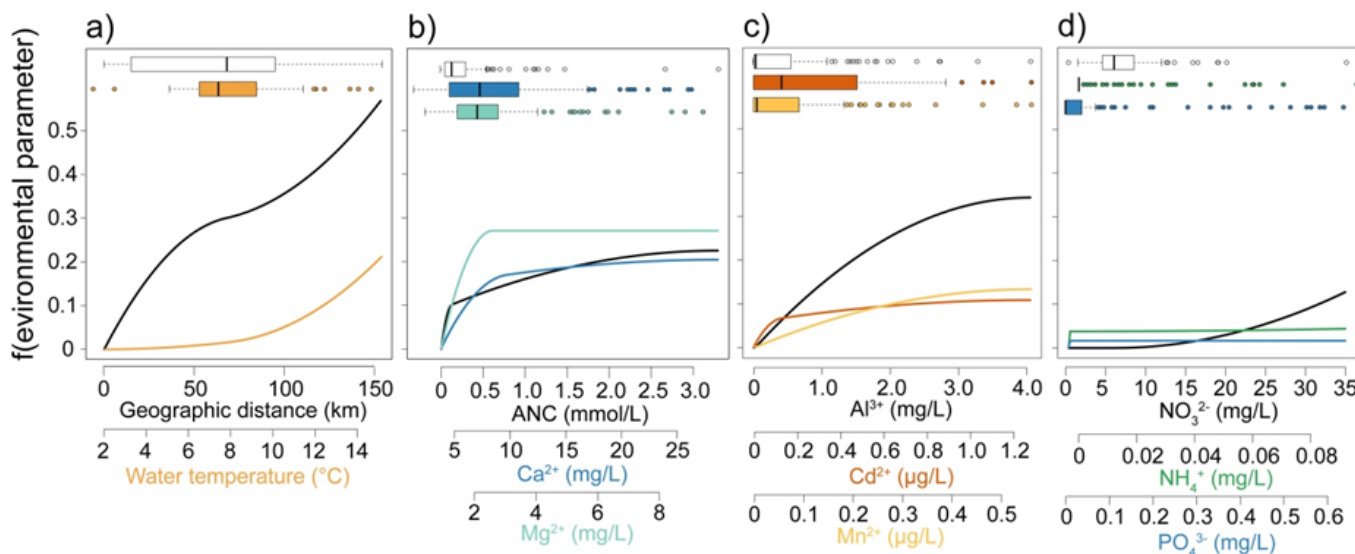 a)
b)
c)
d)
f(evironmental parameter)
0.5
0.4
0.3
0.2
0.1
0
0 50 100 150
Geographic distance (km)
2 4 6 8 10 12 14
Water temperature (°C)
0 0.5 1.0 1.5 2.0 2.5 3.0
ANC (mmol/L)
5 10 15 20 25
Ca²⁺ (mg/L)
2 4 6 8
Mg²⁺ (mg/L)
0 1.0 2.0 3.0 4.0
Al³⁺ (mg/L)
0 0.2 0.4 0.6 0.8 1.0 1.2
Cd²⁺ (µg/L)
0 0.1 0.2 0.3 0.4 0.5
Mn²⁺ (µg/L)
0 5 10 15 20 25 30 35
NO₃²⁻ (mg/L)
0 0.02 0.04 0.06 0.08
NH₄⁺ (mg/L)
0 0.1 0.2 0.3 0.4 0.5 0.6
PO₄³⁻ (mg/L)